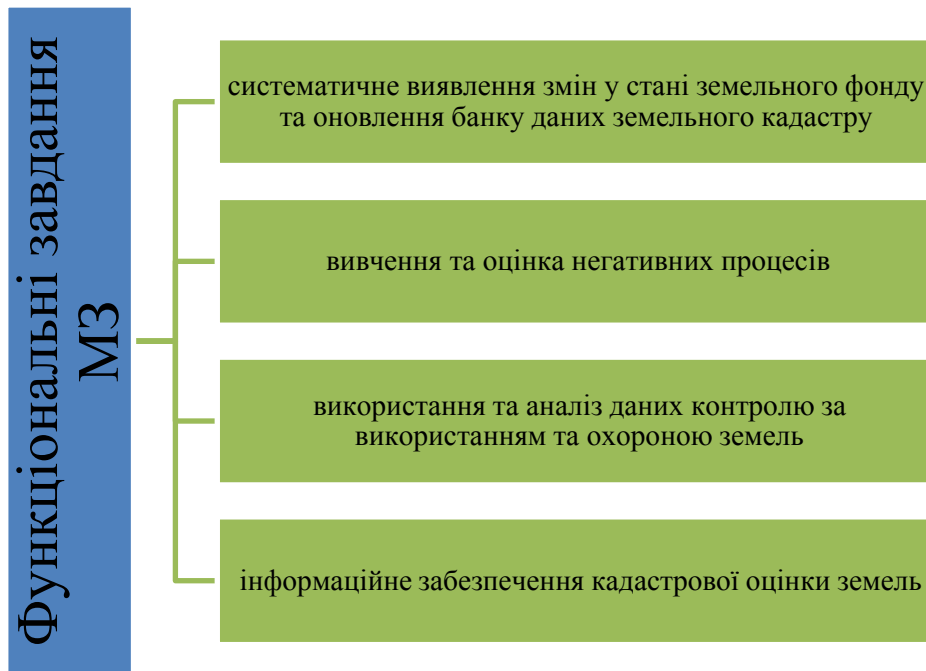 Функціональні завдання
МЗ
систематичне виявлення змін у стані земельного фонду
та оновлення банку даних земельного кадастру
вивчення та оцінка негативних процесів
використання та аналіз даних контролю за
використанням та охороною земель
інформаційне забезпечення кадастрової оцінки земель